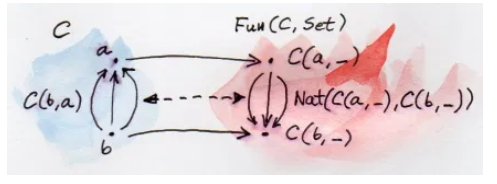 C
Fun(C, Set)
a
C(a,-)
C(b,a)
Nat(C(a,-),C(b,-))
b
C(b,-)